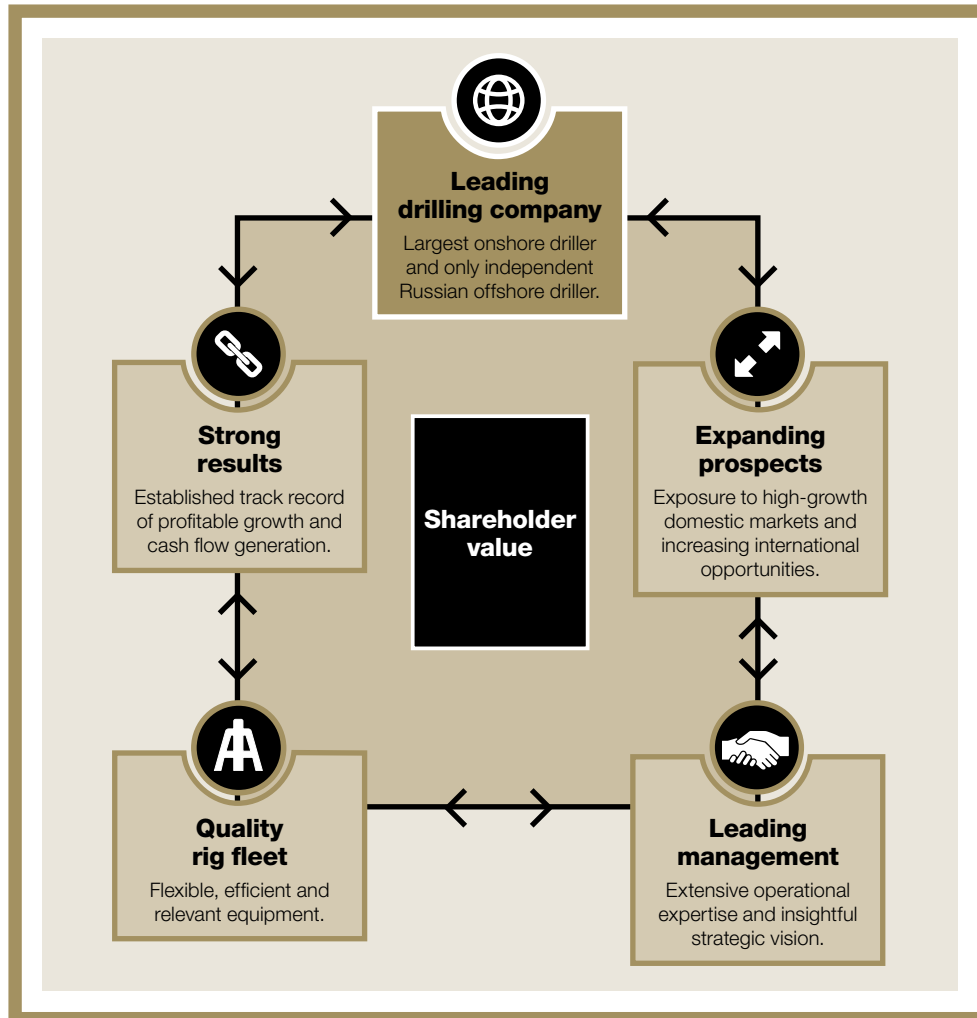 Leading
drilling company
Largest onshore driller
and only independent
Russian offshore driller.
Strong
results
Established track record
of profitable growth and
cash flow generation.
Shareholder
value
Expanding
prospects
Exposure to high-growth
domestic markets and
increasing international
opportunities.
Quality
rig fleet
Flexible, efficient and
relevant equipment.
Leading
management
Extensive operational
expertise and insightful
strategic vision.